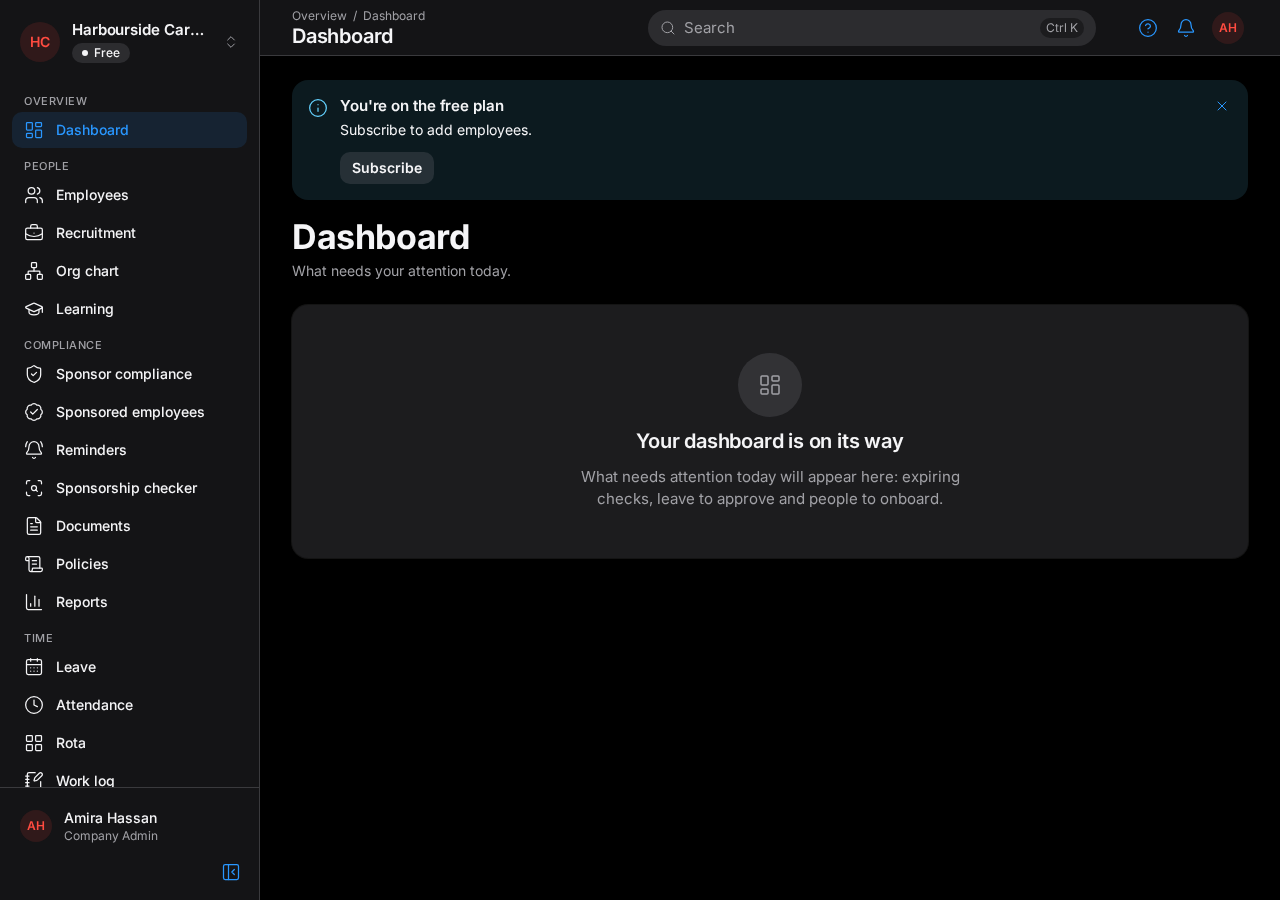 HC
Harbourside Car...
Free
OVERVIEW
Dashboard
PEOPLE
Employees
Recruitment
Org chart
Learning
COMPLIANCE
Sponsor compliance
Sponsored employees
Reminders
Sponsorship checker
Documents
Policies
Reports
TIME
Leave
Attendance
Rota
Work log
AH
Amira Hassan
Company Admin
Overview / Dashboard
Dashboard
Search
Ctrl K
AH
You're on the free plan
Subscribe to add employees.
Subscribe
Dashboard
What needs your attention today.
Your dashboard is on its way
What needs attention today will appear here: expiring
checks, leave to approve and people to onboard.